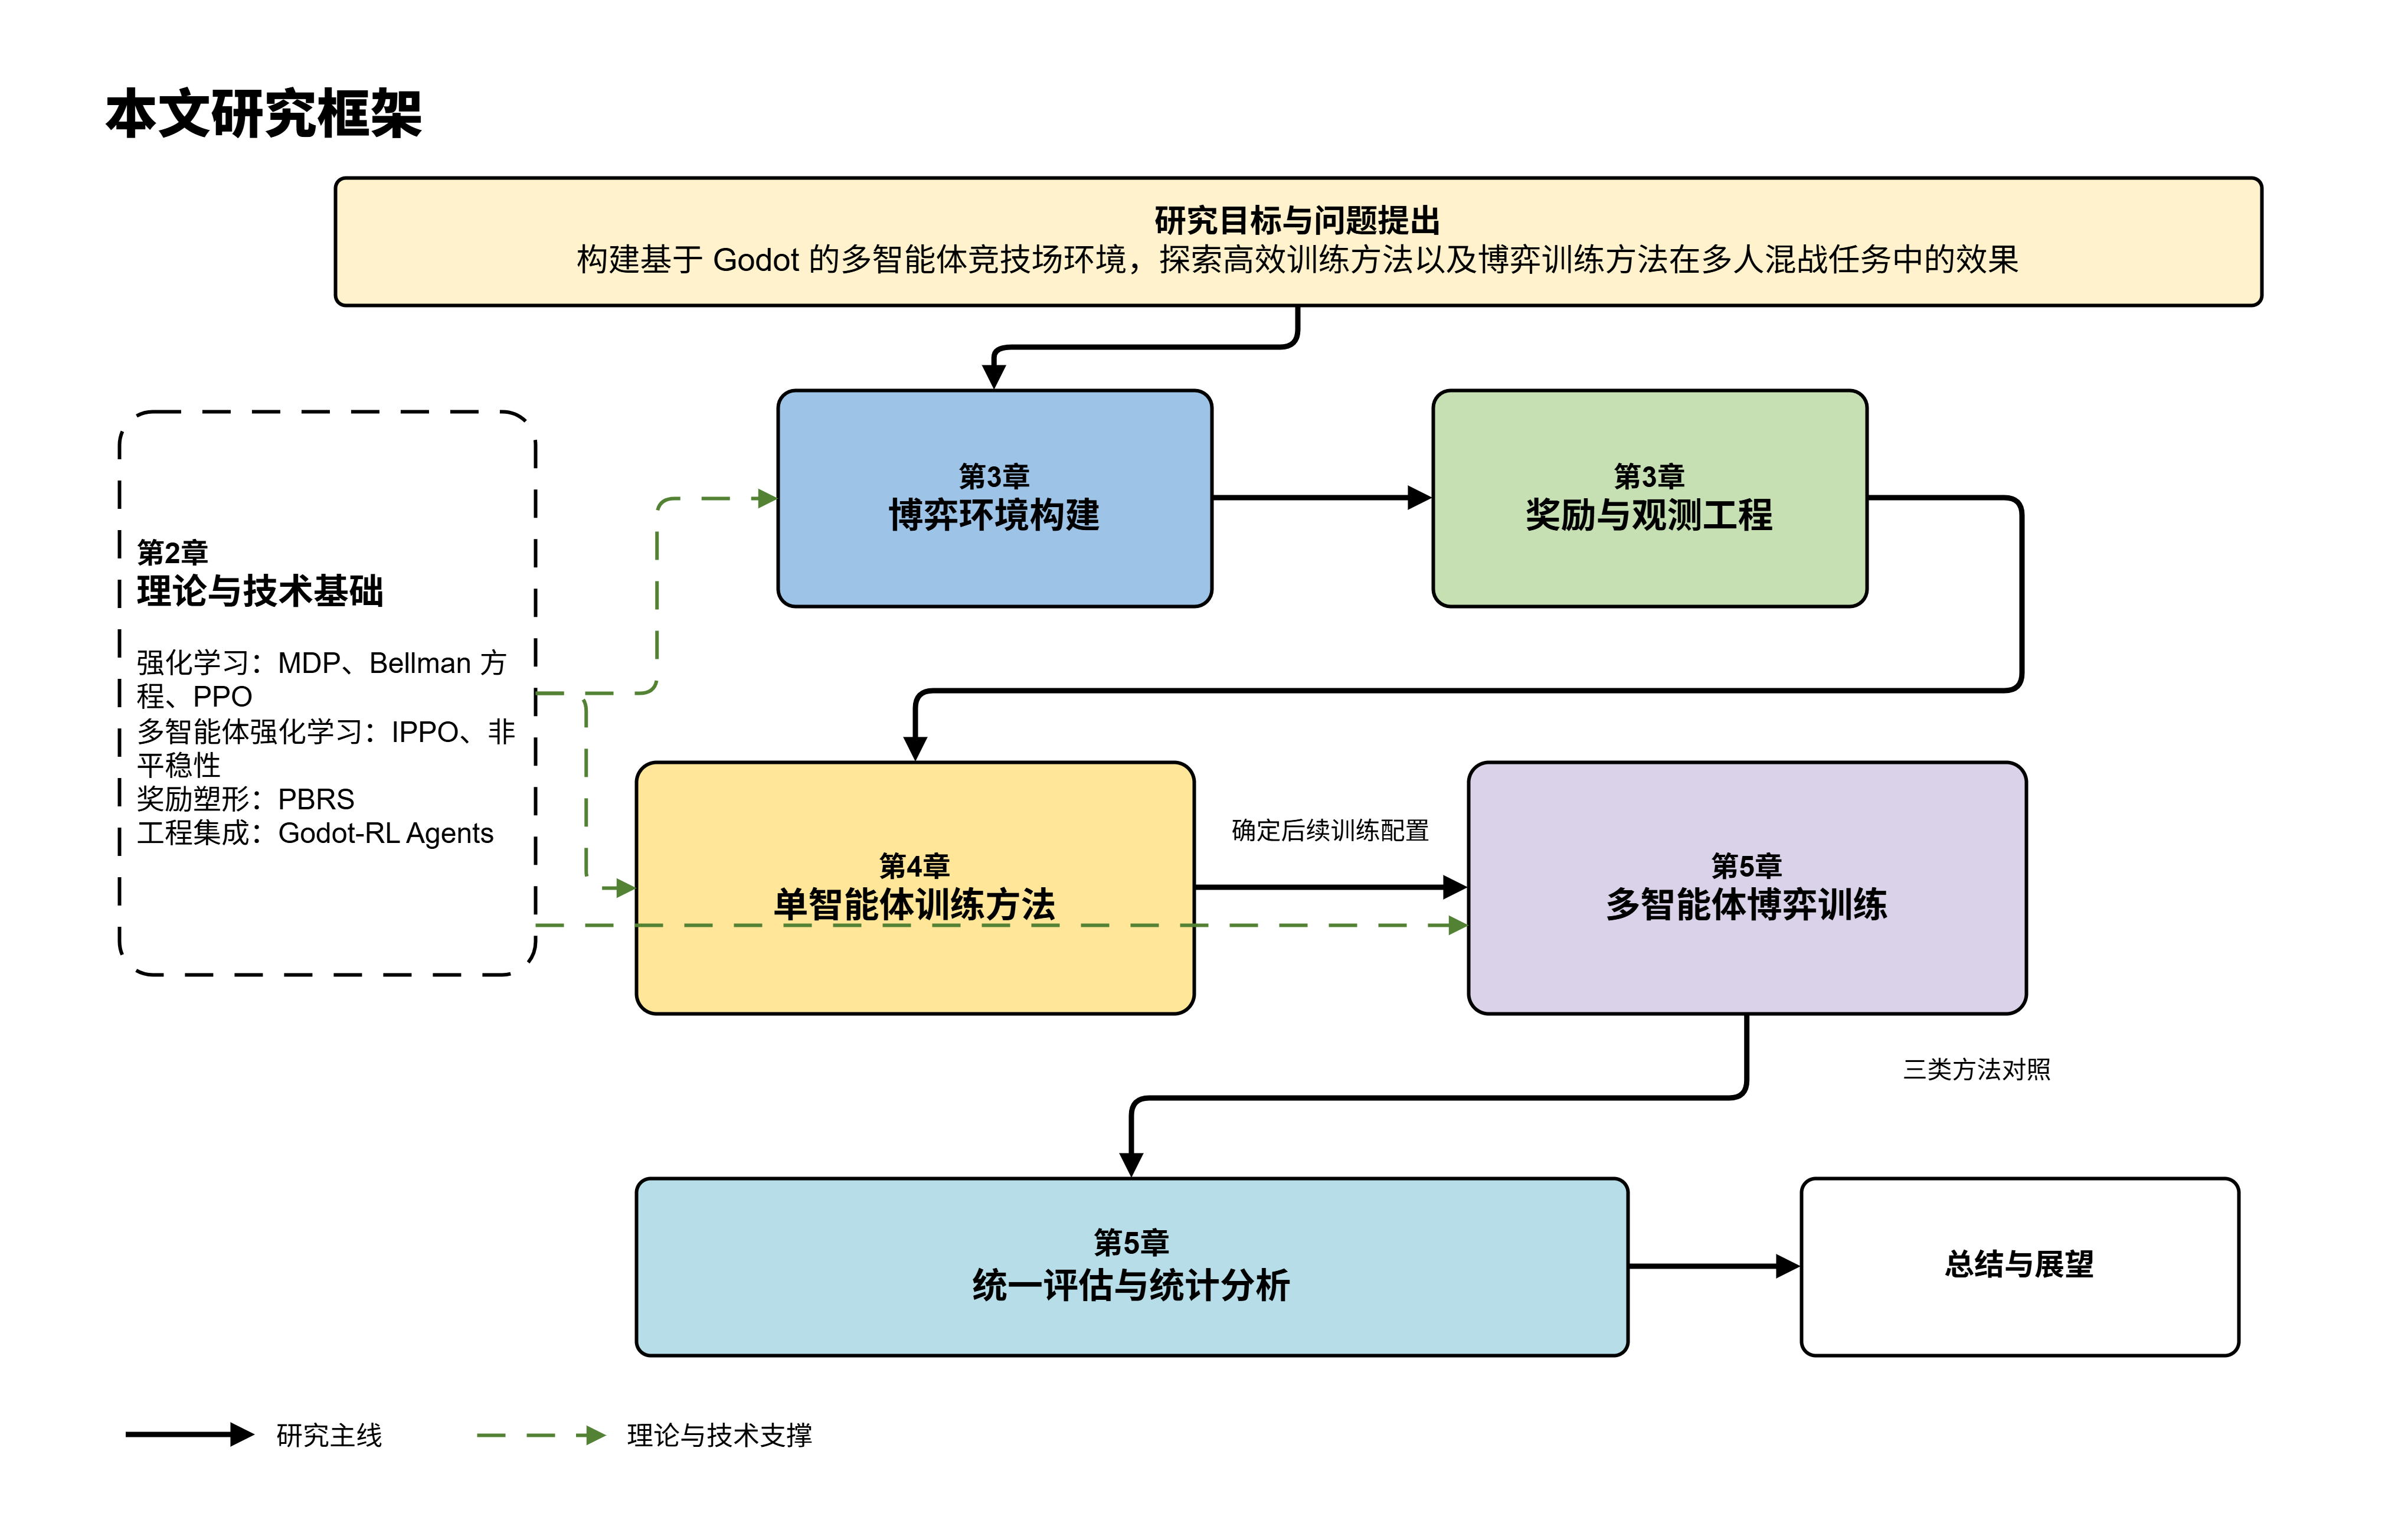 本文研究框架
研究目标与问题提出
构建基于 Godot 的多智能体竞技场环境，探索高效训练方法以及博弈训练方法在多人混战任务中的效果
第2章
理论与技术基础
强化学习：MDP、Bellman 方
程、PPO
多智能体强化学习：IPPO、非
平稳性
奖励塑形：PBRS
工程集成：Godot-RL Agents
第3章
博弈环境构建
第3章
奖励与观测工程
第4章
单智能体训练方法
确定后续训练配置
第5章
多智能体博弈训练
三类方法对照
第5章
统一评估与统计分析
总结与展望
研究主线
理论与技术支撑